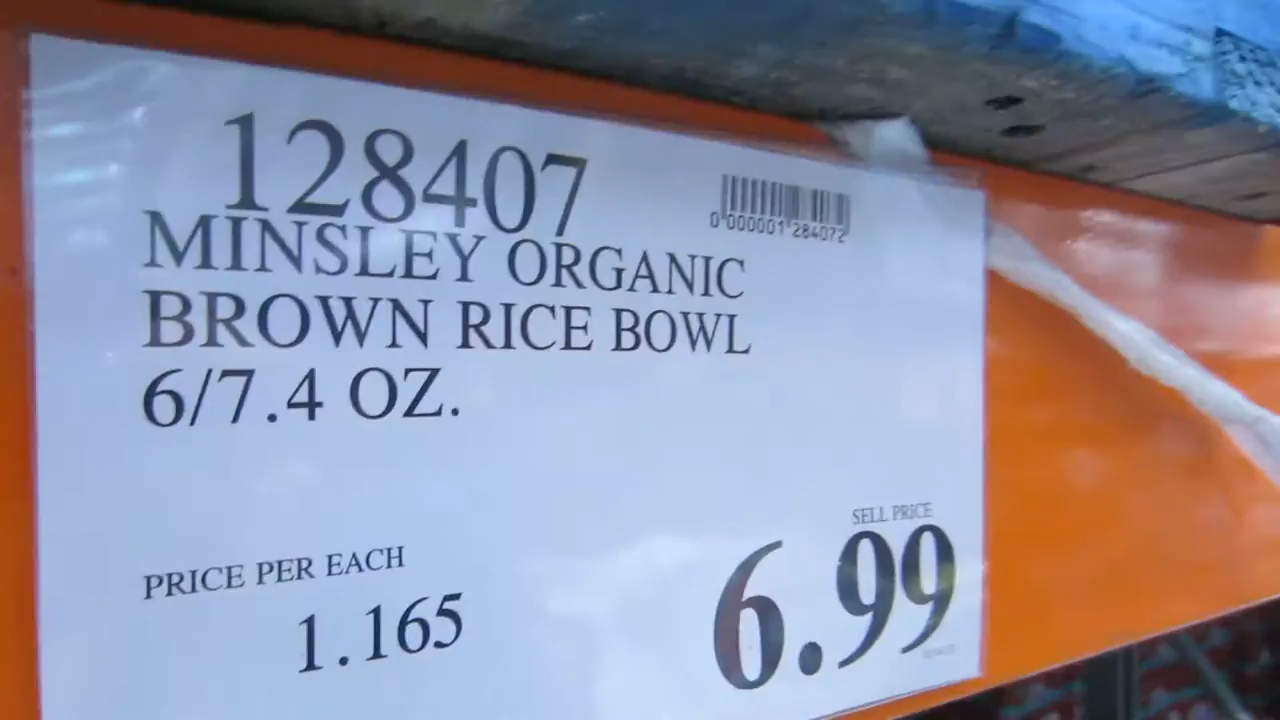 128407
0 000001 284072
MINSLEY ORGANIC
BROWN RICE BOWL
6/7.4 OZ.
SELL PRICE
6.99
PRICE PER EACH
1.165